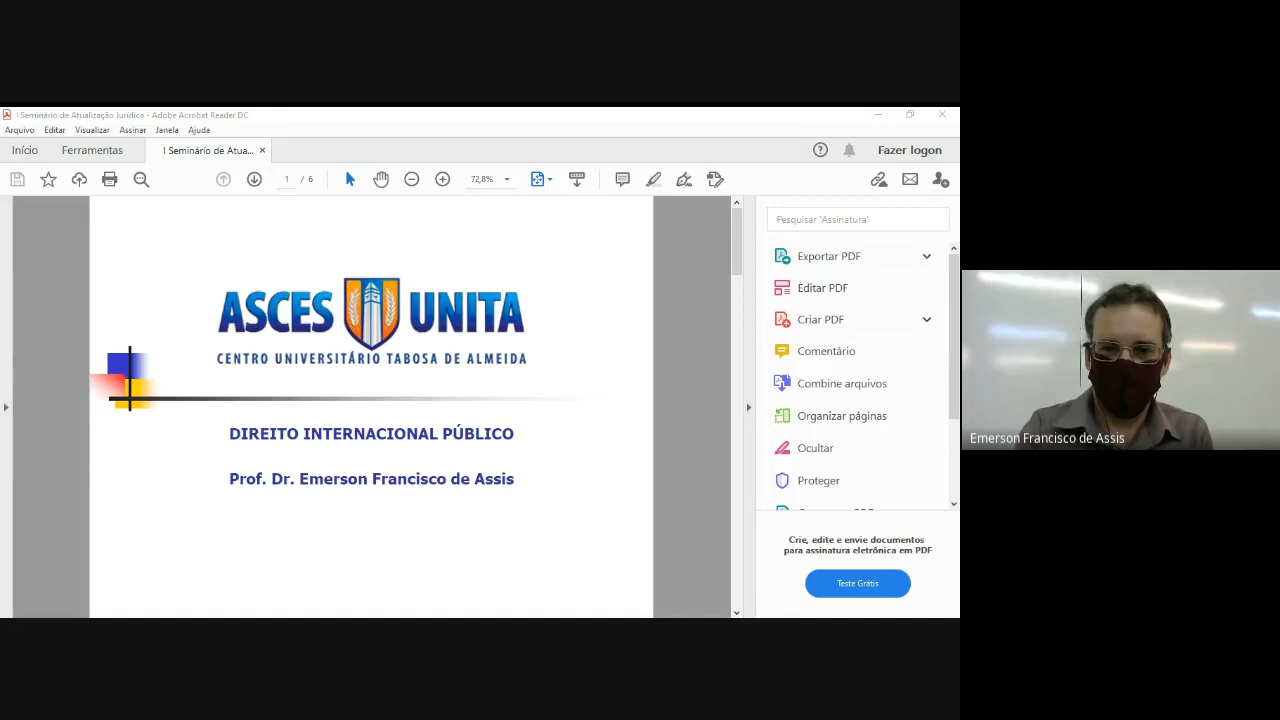 I Seminário de Atualização Jurídica - Adobe Acrobat Reader DC
Arquivo Editar Visualizar Assinar Janela Ajuda
Início Ferramentas I Seminário de Atua... Fazer logon
1 / 6 72,8%
ASCES UNITA
CENTRO UNIVERSITÁRIO TABOSA DE ALMEIDA
DIREITO INTERNACIONAL PÚBLICO
Prof. Dr. Emerson Francisco de Assis
Pesquisar 'Assinatura'
Exportar PDF
Editar PDF
Criar PDF
Comentário
Combine arquivos
Organizar páginas
Ocultar
Proteger
Crie, edite e envie documentos
para assinatura eletrônica em PDF
Teste Grátis
Emerson Francisco de Assis